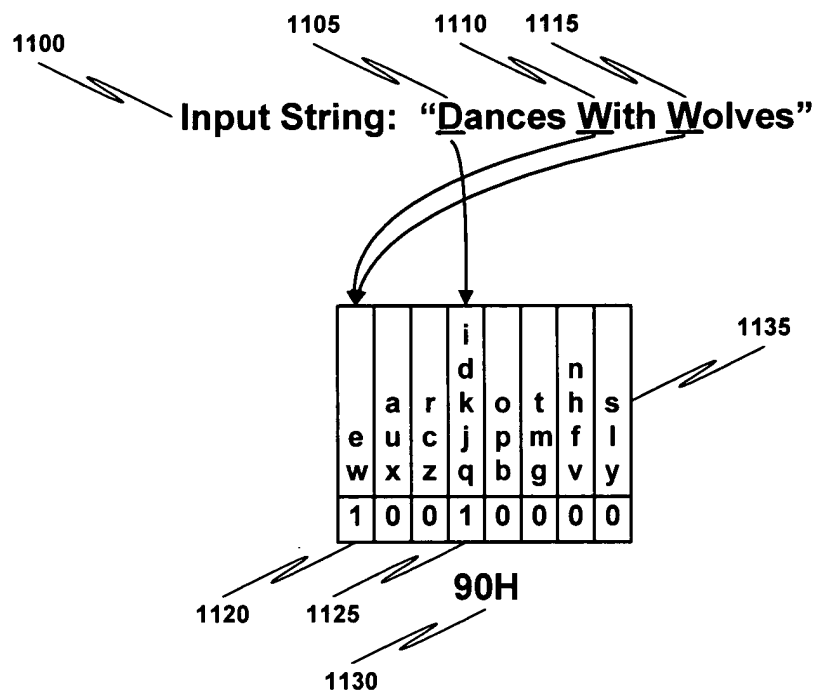 1105 1110 1115
1100
Input String: “Dances With Wolves”
1135
i
d n
a r k o t h s
e u c j p m f l
w x z q b g v y
1 0 0 1 0 0 0 0
90H
1120 1125
1130